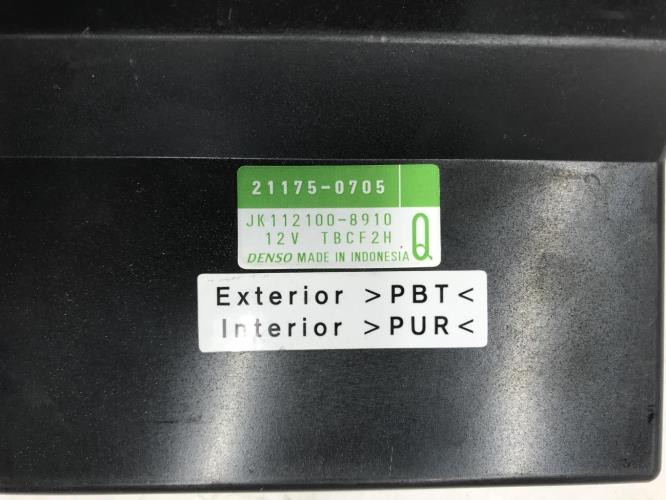 21175-0705
JK112100-8910
12V TBCF2H
DENSO MADE IN INDONESIA
Q
Exterior >PBT<
Interior >PUR<